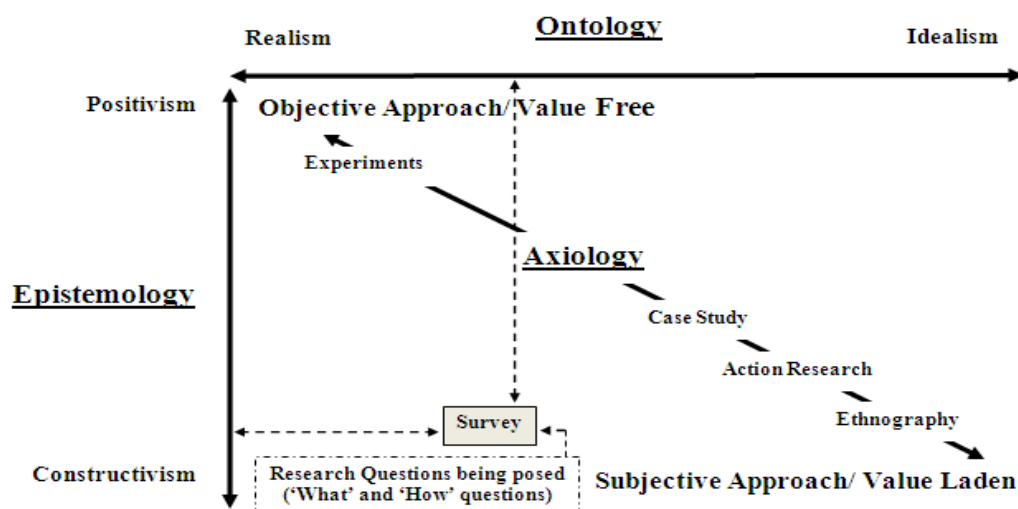 Ontology
Realism
Idealism
Positivism
Objective Approach/ Value Free
Experiments
Axiology
Epistemology
Case Study
Action Research
Survey
Ethnography
Constructivism
Research Questions being posed
(‘What’ and ‘How’ questions)
Subjective Approach/ Value Laden